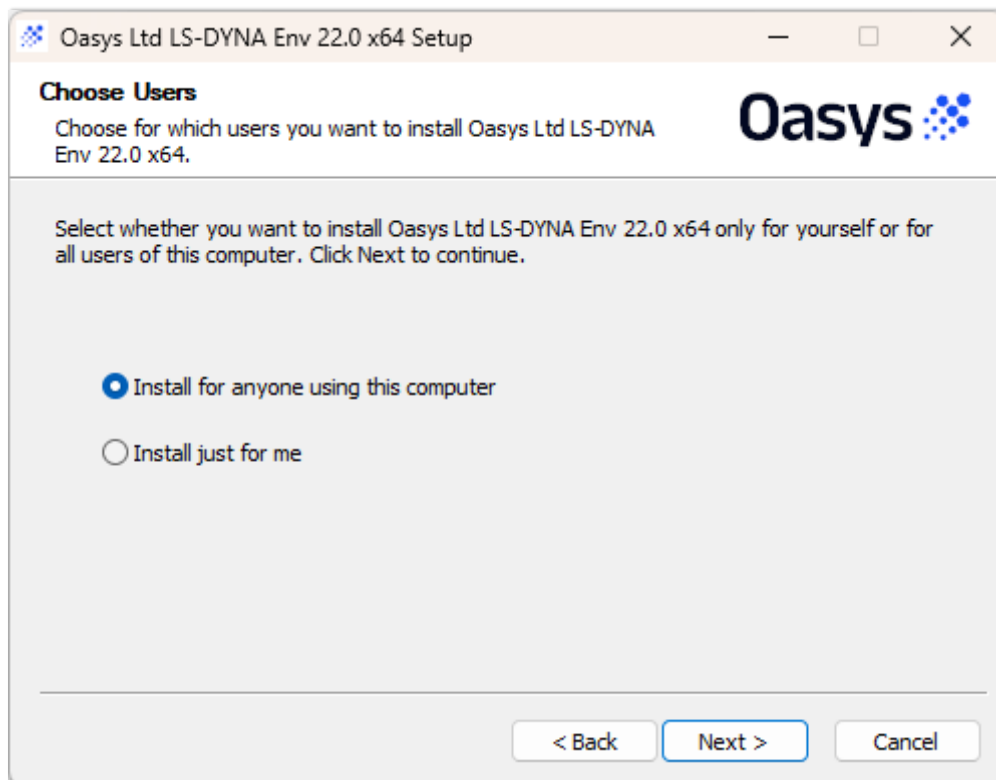 Oasys Ltd LS-DYNA Env 22.0 x64 Setup
Choose Users
Choose for which users you want to install Oasys Ltd LS-DYNA
Env 22.0 x64.
Oasys
Select whether you want to install Oasys Ltd LS-DYNA Env 22.0 x64 only for yourself or for
all users of this computer. Click Next to continue.
Install for anyone using this computer
Install just for me
< Back
Next >
Cancel